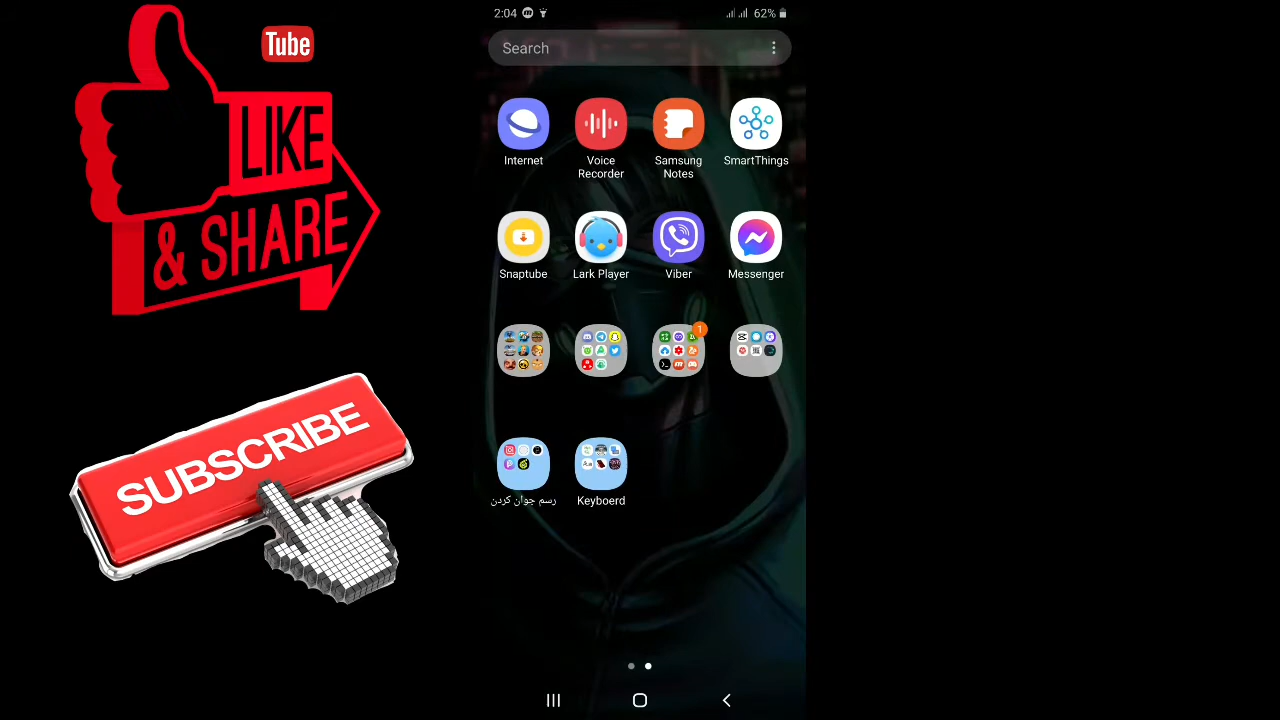 Tube
LIKE
& SHARE
SUBSCRIBE
2:04
62%
Search
Internet
Voice
Recorder
Samsung
Notes
SmartThings
Snaptube
Lark Player
Viber
Messenger
1
رسم جوان کردن
Keyboerd